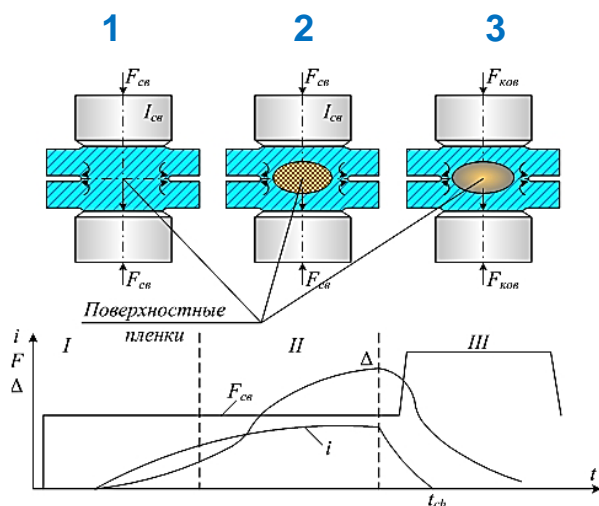 1 2 3
Fсв Fсв Fков
Iсв Iсв
Fсв Fсв Fков
Поверхностные
пленки
i
F
Δ
I II III
Δ
Fсв
i
t
tсв